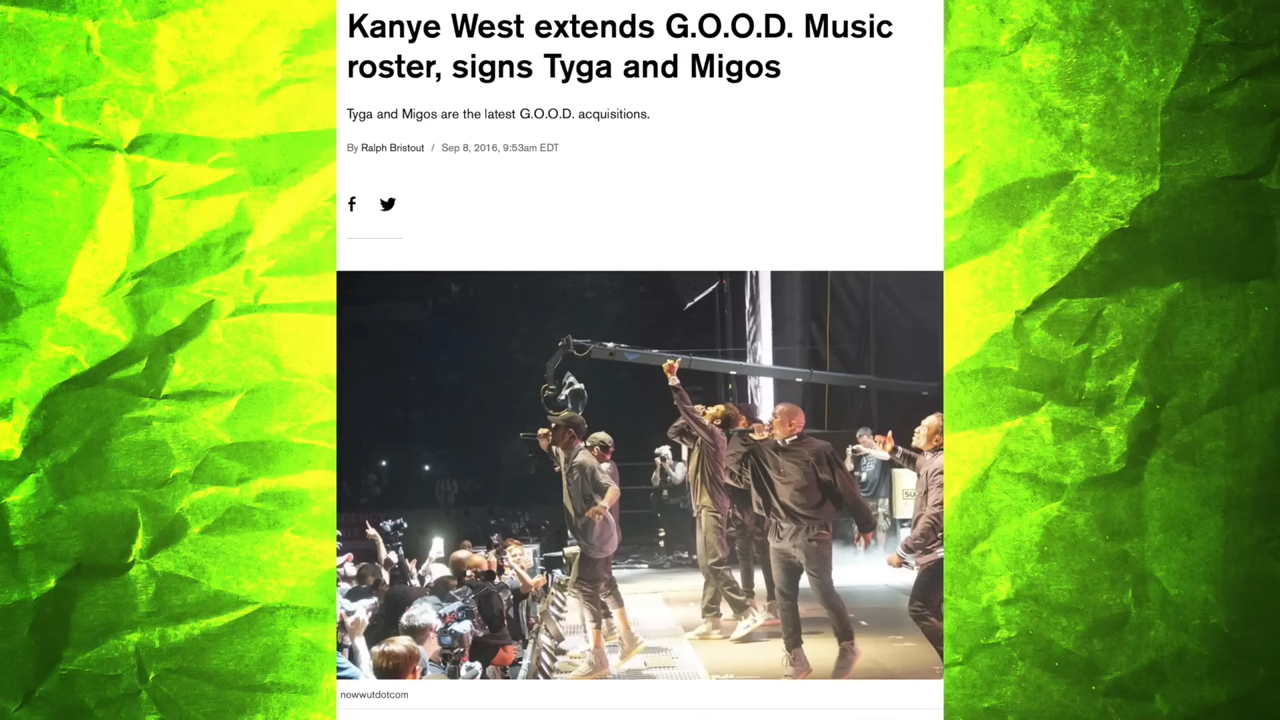 Kanye West extends G.O.O.D. Music
roster, signs Tyga and Migos
Tyga and Migos are the latest G.O.O.D. acquisitions.
By Ralph Bristout / Sep 8, 2016, 9:53am EDT
SU
nowwutdotcom